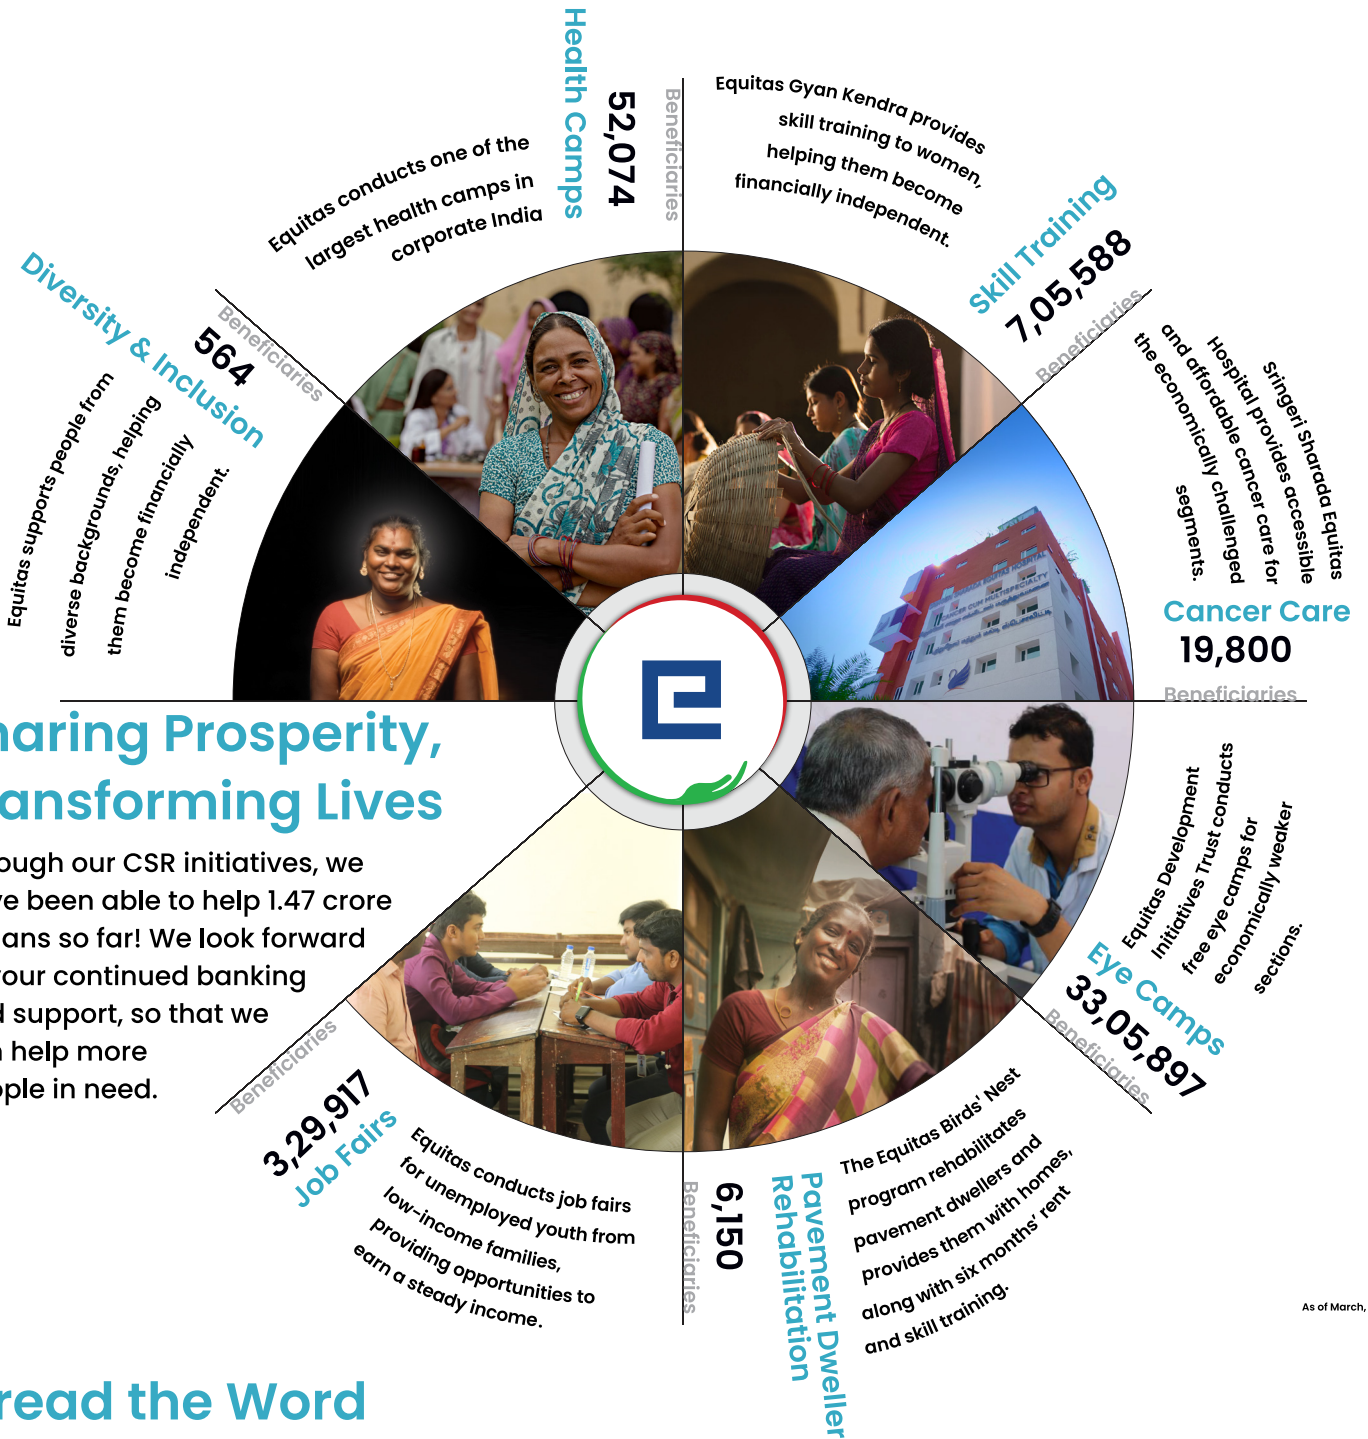 Health Camps
52,074
Beneficiaries
Equitas conducts one of the
largest health camps in
corporate India
Equitas Gyan Kendra provides
skill training to women,
helping them become
financially independent.
Skill Training
7,05,588
Beneficiaries
Sringeri Sharada Equitas
Hospital provides accessible
and affordable cancer care for
the economically challenged
segments.
Cancer Care
19,800
Beneficiaries
Diversity & Inclusion
564
Beneficiaries
Equitas supports people from
diverse backgrounds, helping
them become financially
independent.
CANCER CUM MULTISPECIALTY
haring Prosperity,
ansforming Lives
ough our CSR initiatives, we
ve been able to help 1.47 crore
ans so far! We look forward
your continued banking
d support, so that we
n help more
ople in need.
Equitas Development
Initiatives Trust conducts
free eye camps for
economically weaker
sections.
Eye Camps
33,05,897
Beneficiaries
The Equitas Birds' Nest
program rehabilitates
pavement dwellers and
provides them with homes,
along with six months' rent
and skill training.
Pavement Dweller
Rehabilitation
6,150
Beneficiaries
Beneficiaries
3,29,917
Job Fairs
Equitas conducts job fairs
for unemployed youth from
low-income families,
providing opportunities to
earn a steady income.
As of March,
read the Word